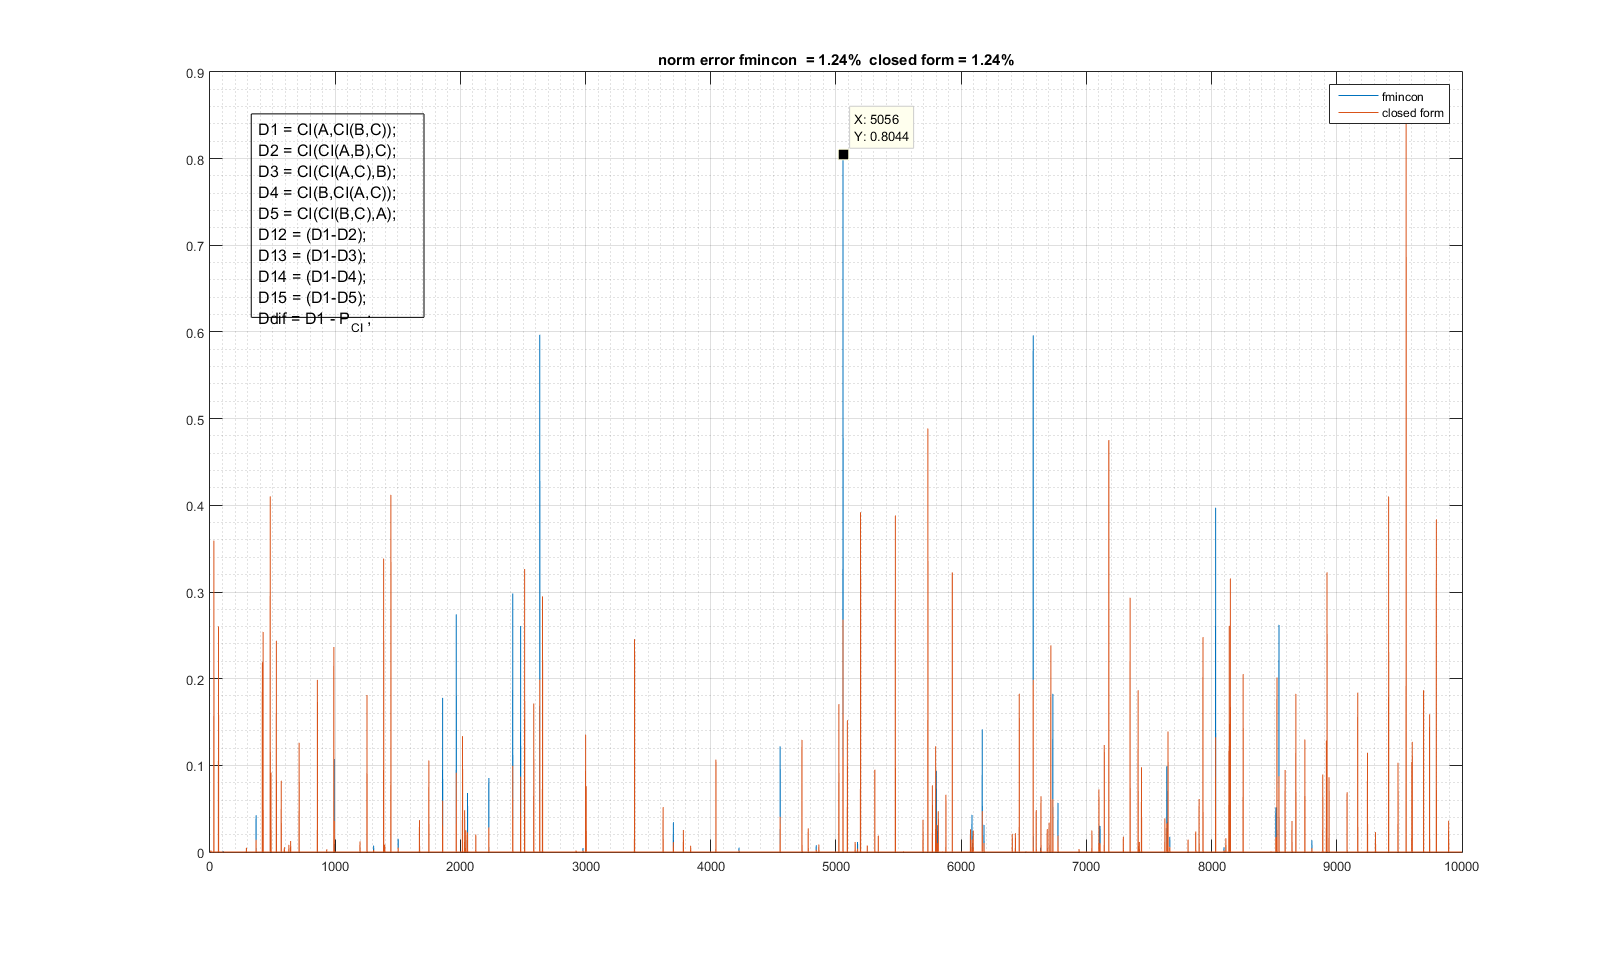 norm error fmincon = 1.24% closed form = 1.24%
0.9
0.8
0.7
0.6
0.5
0.4
0.3
0.2
0.1
0
D1 = CI(A,CI(B,C));
D2 = CI(CI(A,B),C);
D3 = CI(CI(A,C),B);
D4 = CI(B,CI(A,C));
D5 = CI(CI(B,C),A);
D12 = (D1-D2);
D13 = (D1-D3);
D14 = (D1-D4);
D15 = (D1-D5);
Ddif = D1 - P_CI ;
X: 5056
Y: 0.8044
fmincon
closed form
0 1000 2000 3000 4000 5000 6000 7000 8000 9000 10000